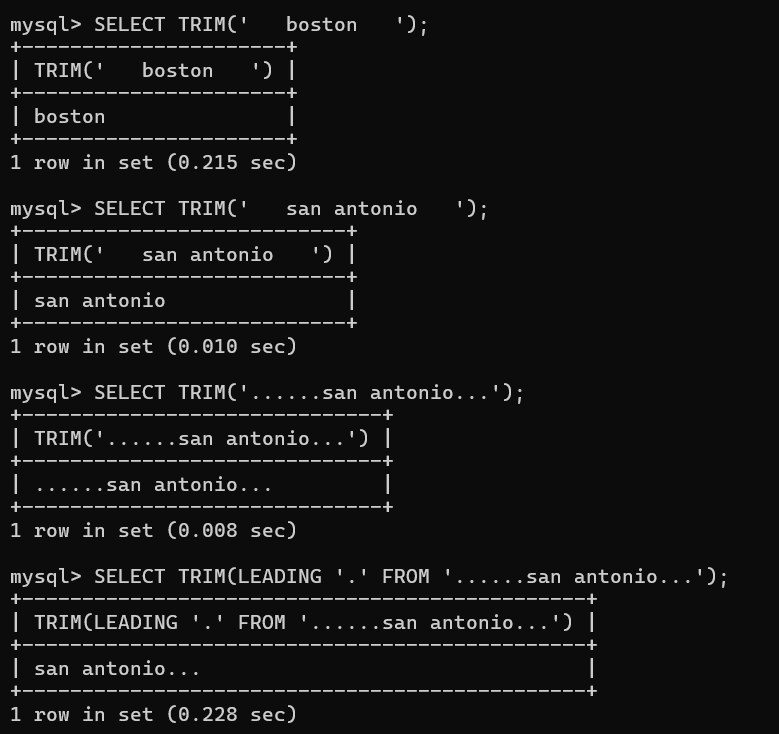 mysql> SELECT TRIM('   boston   ');
+----------------------+
| TRIM('   boston   ') |
+----------------------+
| boston               |
+----------------------+
1 row in set (0.215 sec)

mysql> SELECT TRIM('   san antonio   ');
+---------------------------+
| TRIM('   san antonio   ') |
+---------------------------+
| san antonio               |
+---------------------------+
1 row in set (0.010 sec)

mysql> SELECT TRIM('......san antonio...');
+------------------------------+
| TRIM('......san antonio...') |
+------------------------------+
| ......san antonio...         |
+------------------------------+
1 row in set (0.008 sec)

mysql> SELECT TRIM(LEADING '.' FROM '......san antonio...');
+-----------------------------------------------+
| TRIM(LEADING '.' FROM '......san antonio...') |
+-----------------------------------------------+
| san antonio...                                |
+-----------------------------------------------+
1 row in set (0.228 sec)